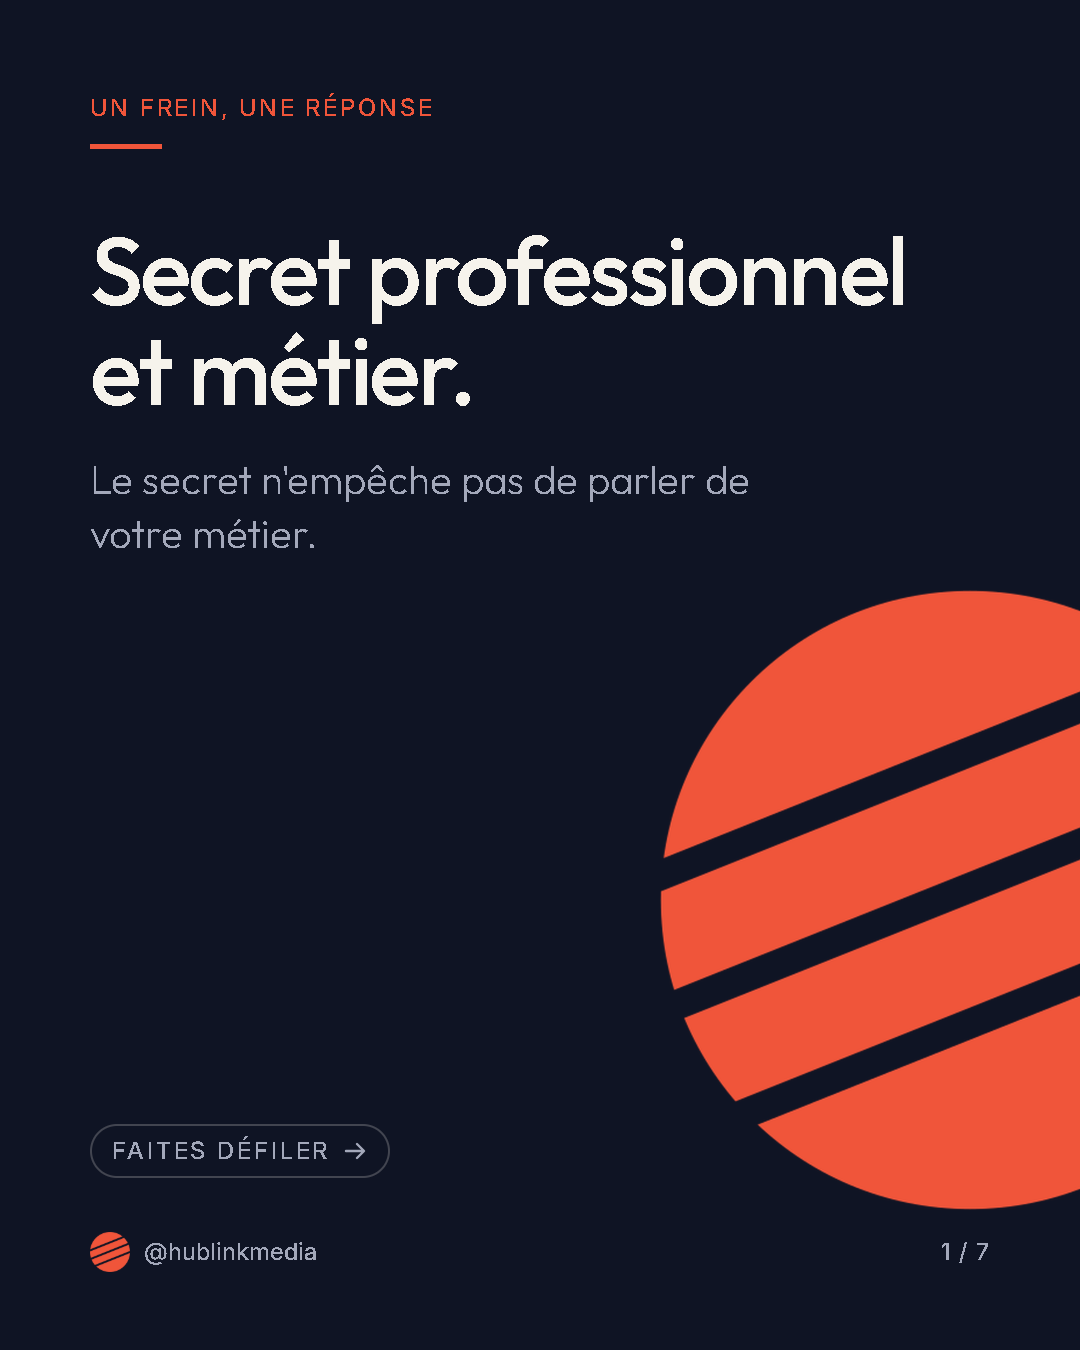 UN FREIN, UNE RÉPONSE
Secret professionnel
et métier.
Le secret n'empêche pas de parler de
votre métier.
FAITES DÉFILER →
@hublinkmedia
1 / 7